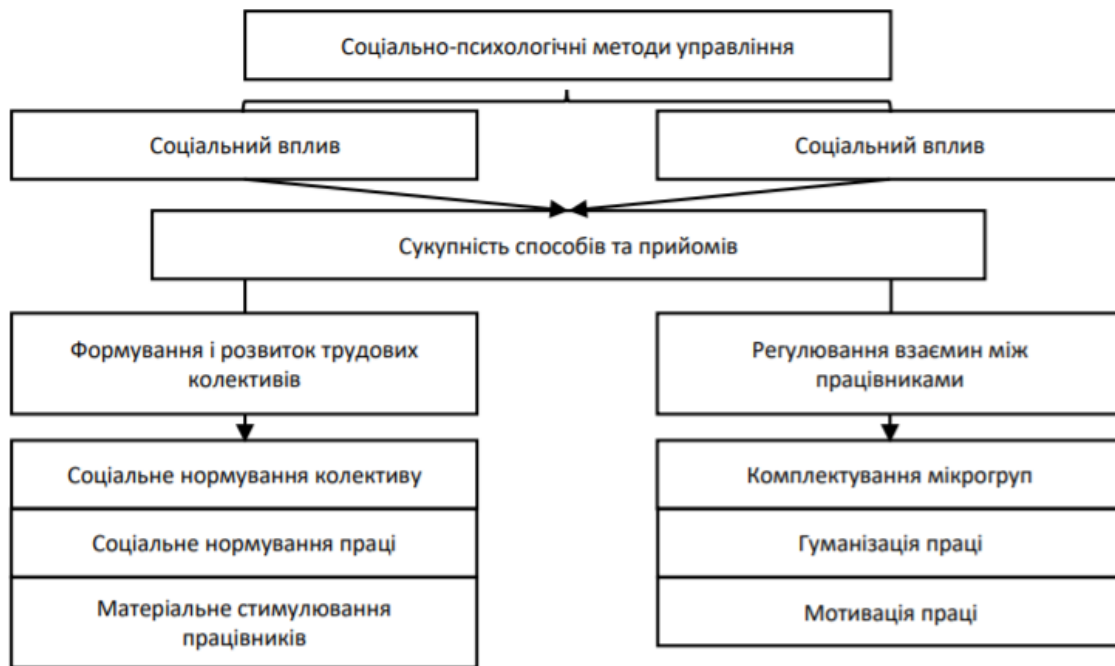 Соціально-психологічні методи управління
Соціальний вплив
Соціальний вплив
Сукупність способів та прийомів
Формування і розвиток трудових
колективів
Регулювання взаємин між
працівниками
Соціальне нормування колективу
Комплектування мікрогруп
Соціальне нормування праці
Гуманізація праці
Матеріальне стимулювання
працівників
Мотивація праці